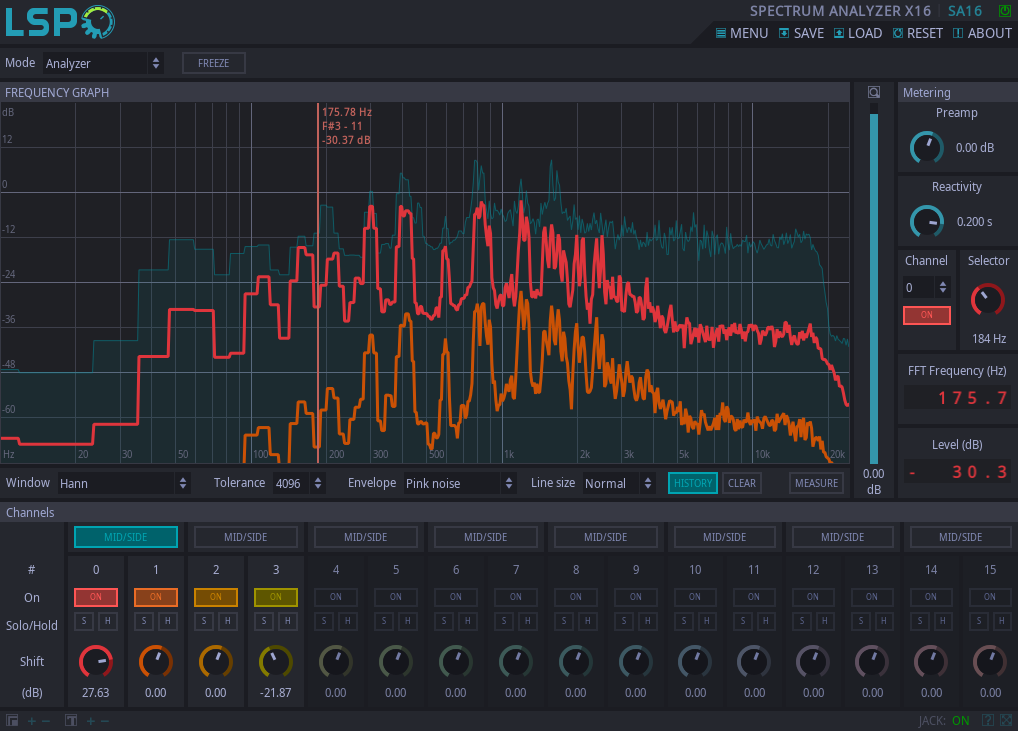 LSP
SPECTRUM ANALYZER X16 SA16
MENU SAVE LOAD RESET ABOUT
Mode Analyzer FREEZE
FREQUENCY GRAPH
Metering
dB
12
0
-12
-24
-36
-48
-60
175.78 Hz
F#3 - 11
-30.37 dB
Hz 20 30 50 100 200 300 500 1k 2k 3k 5k 10k 20k
0.00
dB
Preamp
0.00 dB
Reactivity
0.200 s
Channel Selector
0
ON
184 Hz
FFT Frequency (Hz)
175.7
Level (dB)
- 30.3
Window Hann Tolerance 4096 Envelope Pink noise Line size Normal HISTORY CLEAR MEASURE
Channels
MID/SIDE MID/SIDE MID/SIDE MID/SIDE MID/SIDE MID/SIDE MID/SIDE MID/SIDE
# 0 1 2 3 4 5 6 7 8 9 10 11 12 13 14 15
On ON ON ON ON ON ON ON ON ON ON ON ON ON ON ON ON
Solo/Hold S H S H S H S H S H S H S H S H S H S H S H S H S H S H S H S H
Shift
(dB) 27.63 0.00 0.00 -21.87 0.00 0.00 0.00 0.00 0.00 0.00 0.00 0.00 0.00 0.00 0.00 0.00
+ - + - JACK: ON ?